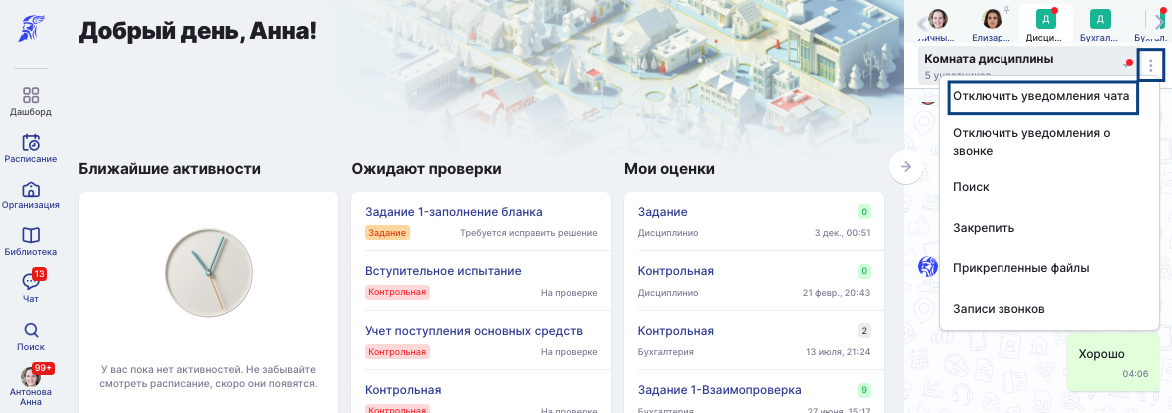 Добрый день, Анна!
Дашборд
Расписание
Организация
Библиотека
13
Чат
Поиск
99+
Антонова
Анна
Ближайшие активности
У вас пока нет активностей. Не забывайте
смотреть расписание, скоро они появятся.
Ожидают проверки
Задание 1-заполнение бланка
Задание
Требуется исправить решение
Вступительное испытание
Контрольная
На проверке
Учет поступления основных средств
Контрольная
На проверке
Контрольная
Контрольная
На проверке
Мои оценки
Задание
0
Дисциплинио
3 дек., 00:51
Контрольная
0
Дисциплинио
21 февр., 20:43
Контрольная
2
Бухгалтерия
13 июля, 21:24
Задание 1-Взаимопроверка
9
Бухгалтерия
27 июня, 15:17
Елизар...
Д
Дисци...
Д
Бухгал...
Комната дисциплины
5 участников
Отключить уведомления чата
Отключить уведомления о
звонке
Поиск
Закрепить
Прикрепленные файлы
Записи звонков
Хорошо
04:06